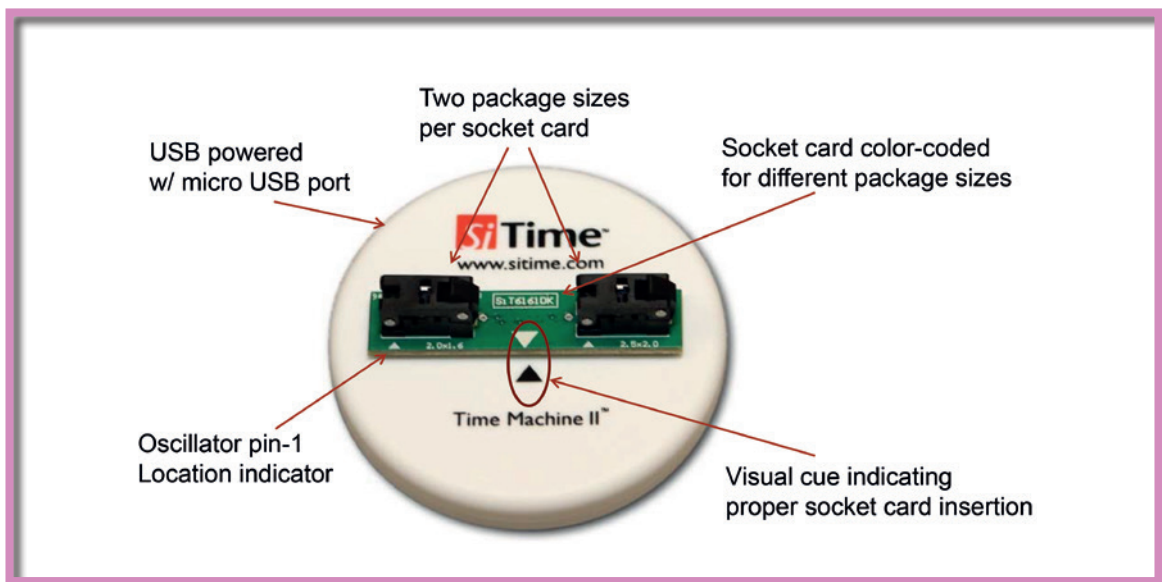 Two package sizes
per socket card
USB powered
w/ micro USB port
Socket card color-coded
for different package sizes
SiTime™
www.sitime.com
SiT6161DK
2.0x1.6
2.5x2.0
Time Machine II™
Oscillator pin-1
Location indicator
Visual cue indicating
proper socket card insertion